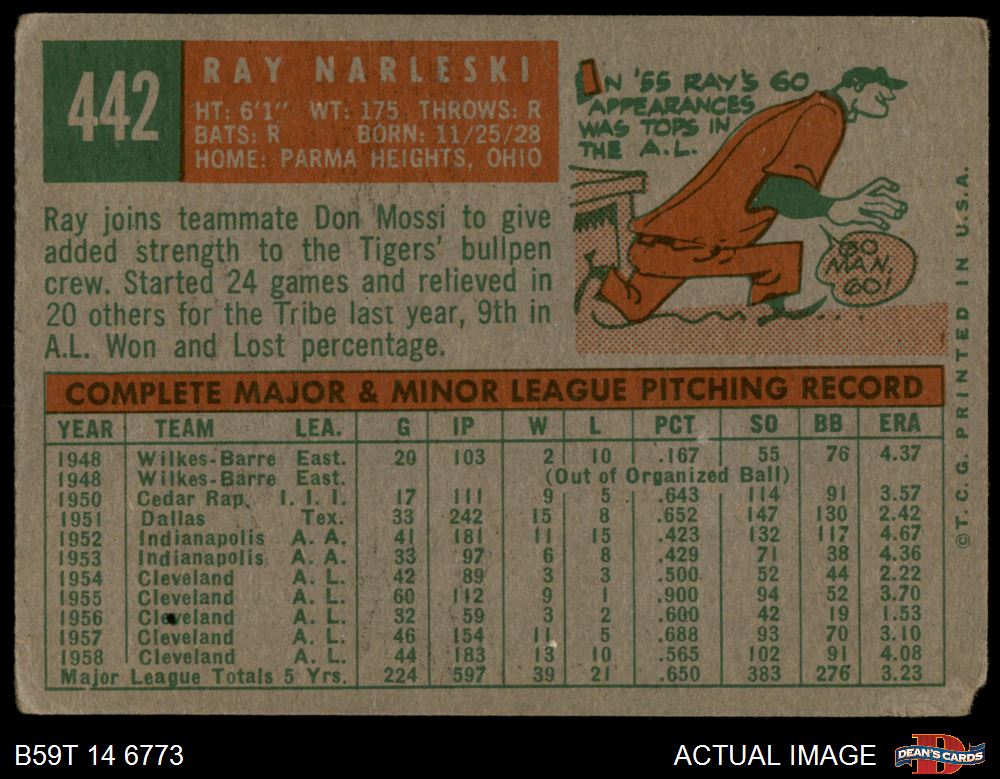 442
RAY NARLESKI
HT: 6'1" WT: 175 THROWS: R
BATS: R BORN: 11/25/28
HOME: PARMA HEIGHTS, OHIO
IN '55 RAY'S 60
APPEARANCES
WAS TOPS IN
THE A.L.
GO
MAN,
GO!
Ray joins teammate Don Mossi to give
added strength to the Tigers' bullpen
crew. Started 24 games and relieved in
20 others for the Tribe last year, 9th in
A.L. Won and Lost percentage.
COMPLETE MAJOR & MINOR LEAGUE PITCHING RECORD
YEAR TEAM LEA. G IP W L PCT SO BB ERA
1948 Wilkes-Barre East. 20 103 2 10 .167 55 76 4.37
1948 Wilkes-Barre East. (Out of Organized Ball)
1950 Cedar Rap. I. I. I. 17 111 9 5 .643 114 91 3.57
1951 Dallas Tex. 33 242 15 8 .652 147 130 2.42
1952 Indianapolis A. A. 41 181 11 15 .423 132 117 4.67
1953 Indianapolis A. A. 33 97 6 8 .429 71 38 4.36
1954 Cleveland A. L. 42 89 3 3 .500 52 44 2.22
1955 Cleveland A. L. 60 112 9 1 .900 94 52 3.70
1956 Cleveland A. L. 32 59 3 2 .600 42 19 1.53
1957 Cleveland A. L. 46 154 11 5 .688 93 70 3.10
1958 Cleveland A. L. 44 183 13 10 .565 102 91 4.08
Major League Totals 5 Yrs. 224 597 39 21 .650 383 276 3.23
©T. C. G. PRINTED IN U.S.A.
B59T 14 6773
ACTUAL IMAGE
DEAN'S CARDS